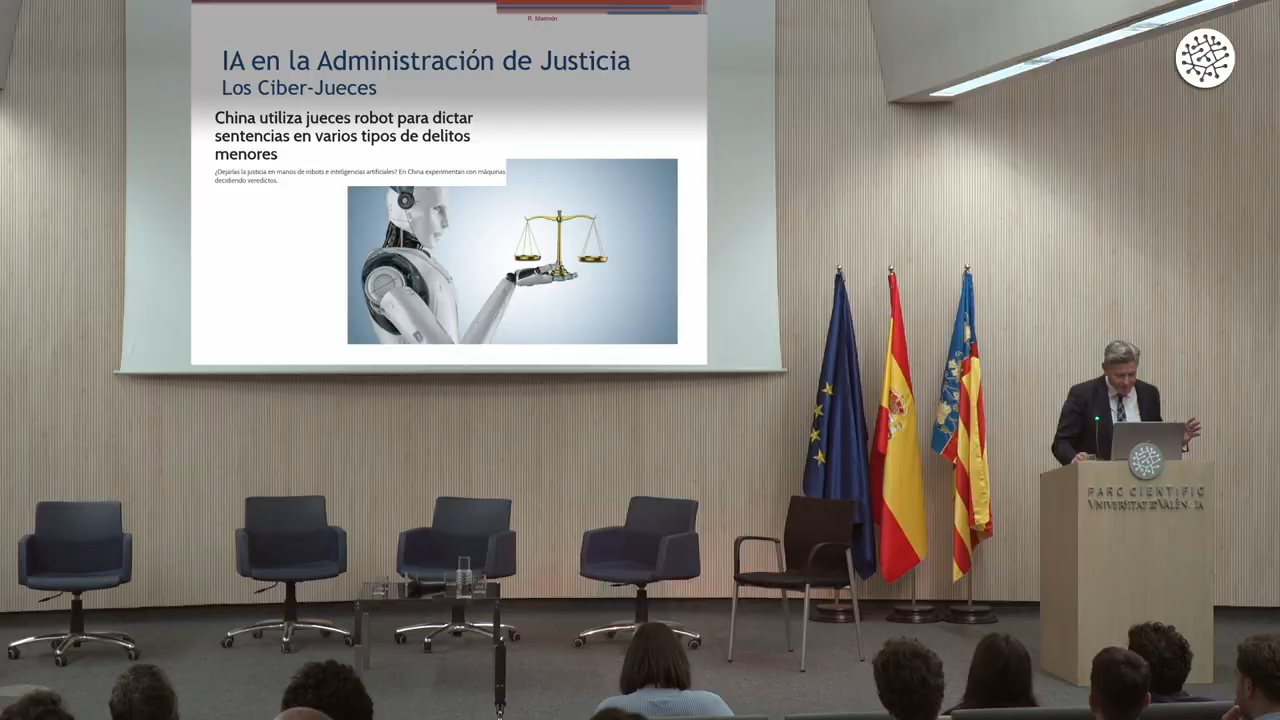 R. Marimón
IA en la Administración de Justicia
Los Ciber-Jueces
China utiliza jueces robot para dictar
sentencias en varios tipos de delitos
menores
¿Dejarías la justicia en manos de robots e inteligencias artificiales? En China experimentan con máquinas
decidiendo veredictos.
PARC CIENTÍFIC
UNIVERSITAT DE VALÈNCIA